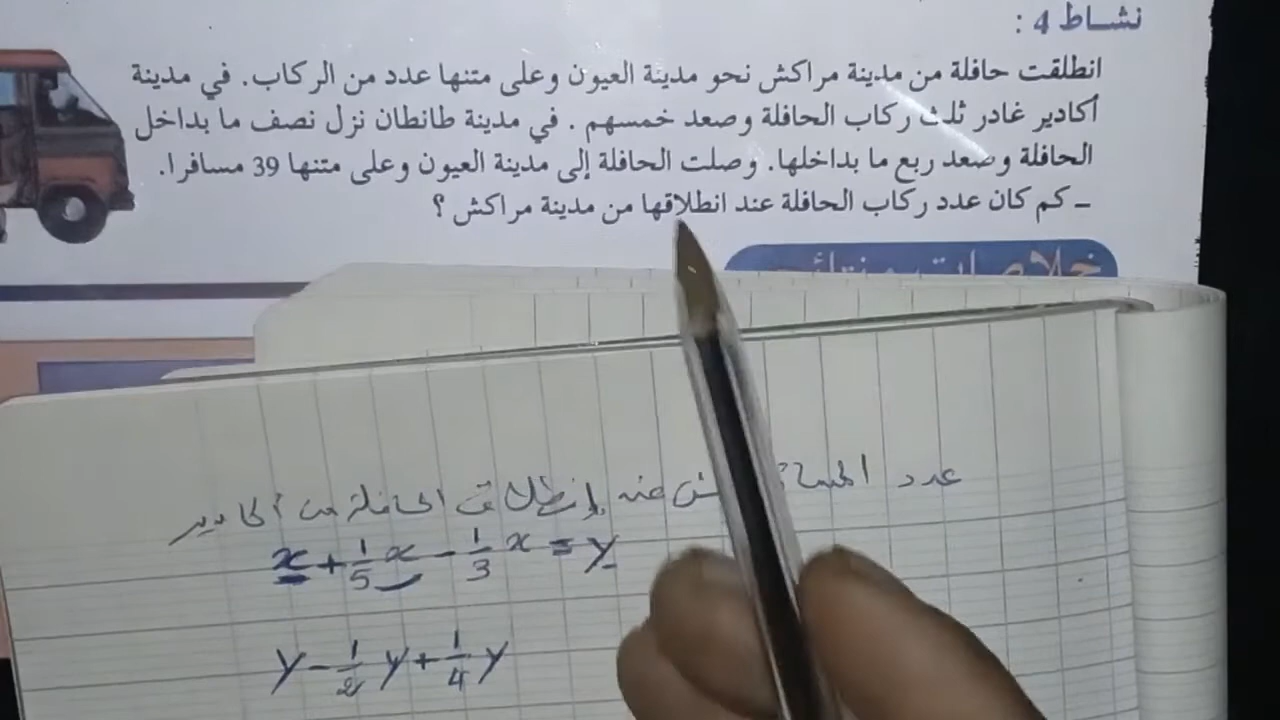 نشاط 4 :
انطلقت حافلة من مدينة مراكش نحو مدينة العيون وعلى متنها عدد من الركاب. في مدينة
أكادير غادر ثلث ركاب الحافلة وصعد خمسهم . في مدينة طانطان نزل نصف ما بداخل
الحافلة وصعد ربع ما بداخلها. وصلت الحافلة إلى مدينة العيون وعلى متنها 39 مسافرا.
ـ كم كان عدد ركاب الحافلة عند انطلاقها من مدينة مراكش ؟
خلاصات ونتائج
عدد عند إنطلاق الحافلة من أكادير
x + 1/5 x - 1/3 x = y
y - 1/2 y + 1/4 y